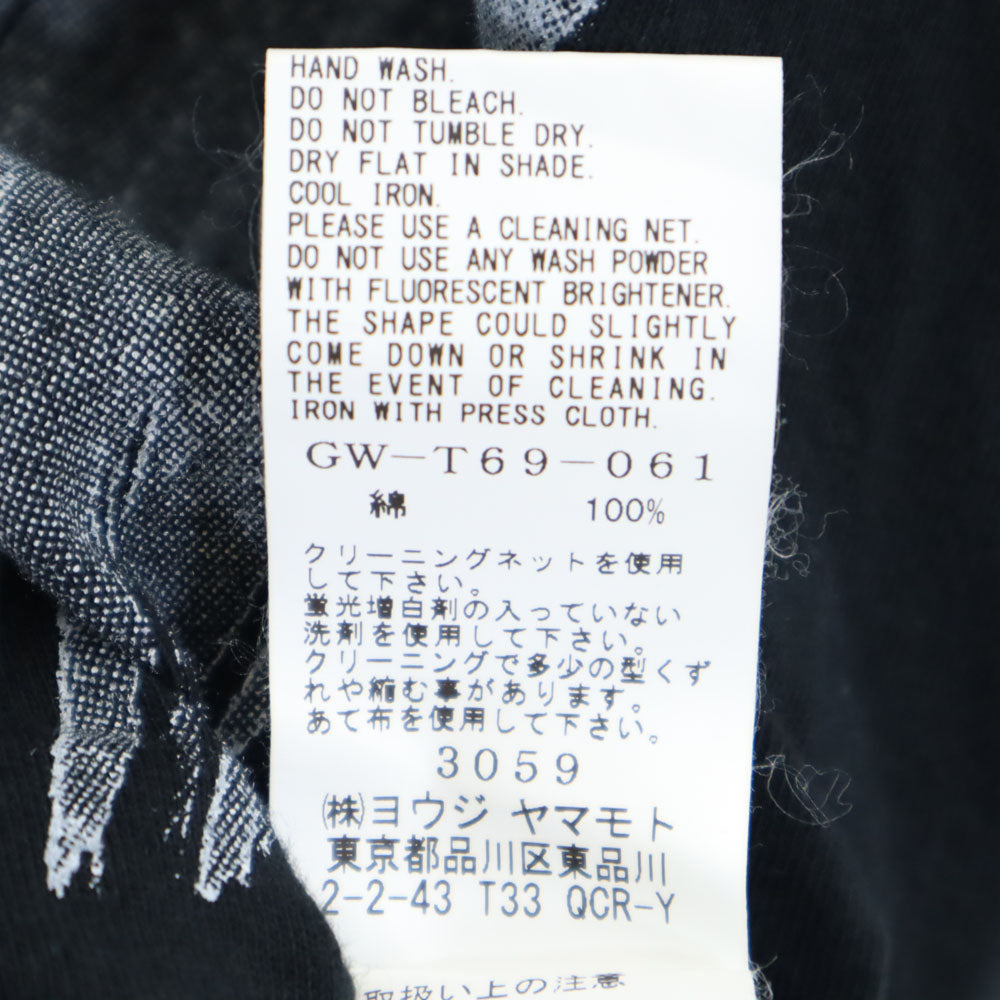 HAND WASH.
DO NOT BLEACH.
DO NOT TUMBLE DRY.
DRY FLAT IN SHADE.
COOL IRON.
PLEASE USE A CLEANING NET.
DO NOT USE ANY WASH POWDER
WITH FLUORESCENT BRIGHTENER.
THE SHAPE COULD SLIGHTLY
COME DOWN OR SHRINK IN
THE EVENT OF CLEANING.
IRON WITH PRESS CLOTH.
GW-T69-061
綿 100%
クリーニングネットを使用
して下さい。
蛍光増白剤の入っていない
洗剤を使用して下さい。
クリーニングで多少の型くず
れや縮む事があります。
あて布を使用して下さい。
3059
㈱ヨウジ ヤマモト
東京都品川区東品川
2-2-43 T33 QCR-Y
取扱い上の注意